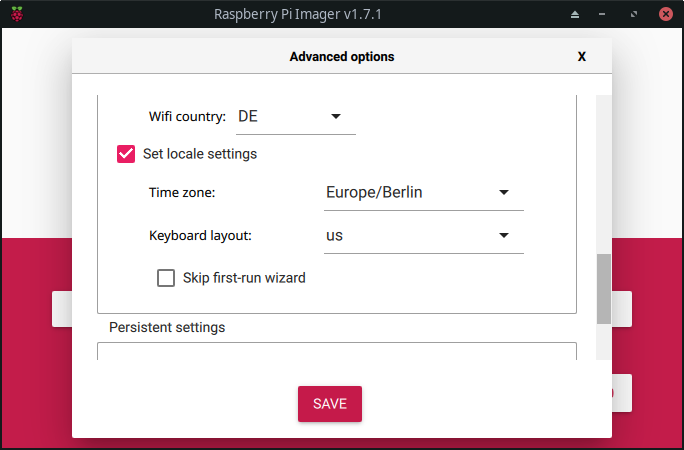 Raspberry Pi Imager v1.7.1
Advanced options
X
Wifi country: DE
Set locale settings
Time zone: Europe/Berlin
Keyboard layout: us
Skip first-run wizard
Persistent settings
SAVE